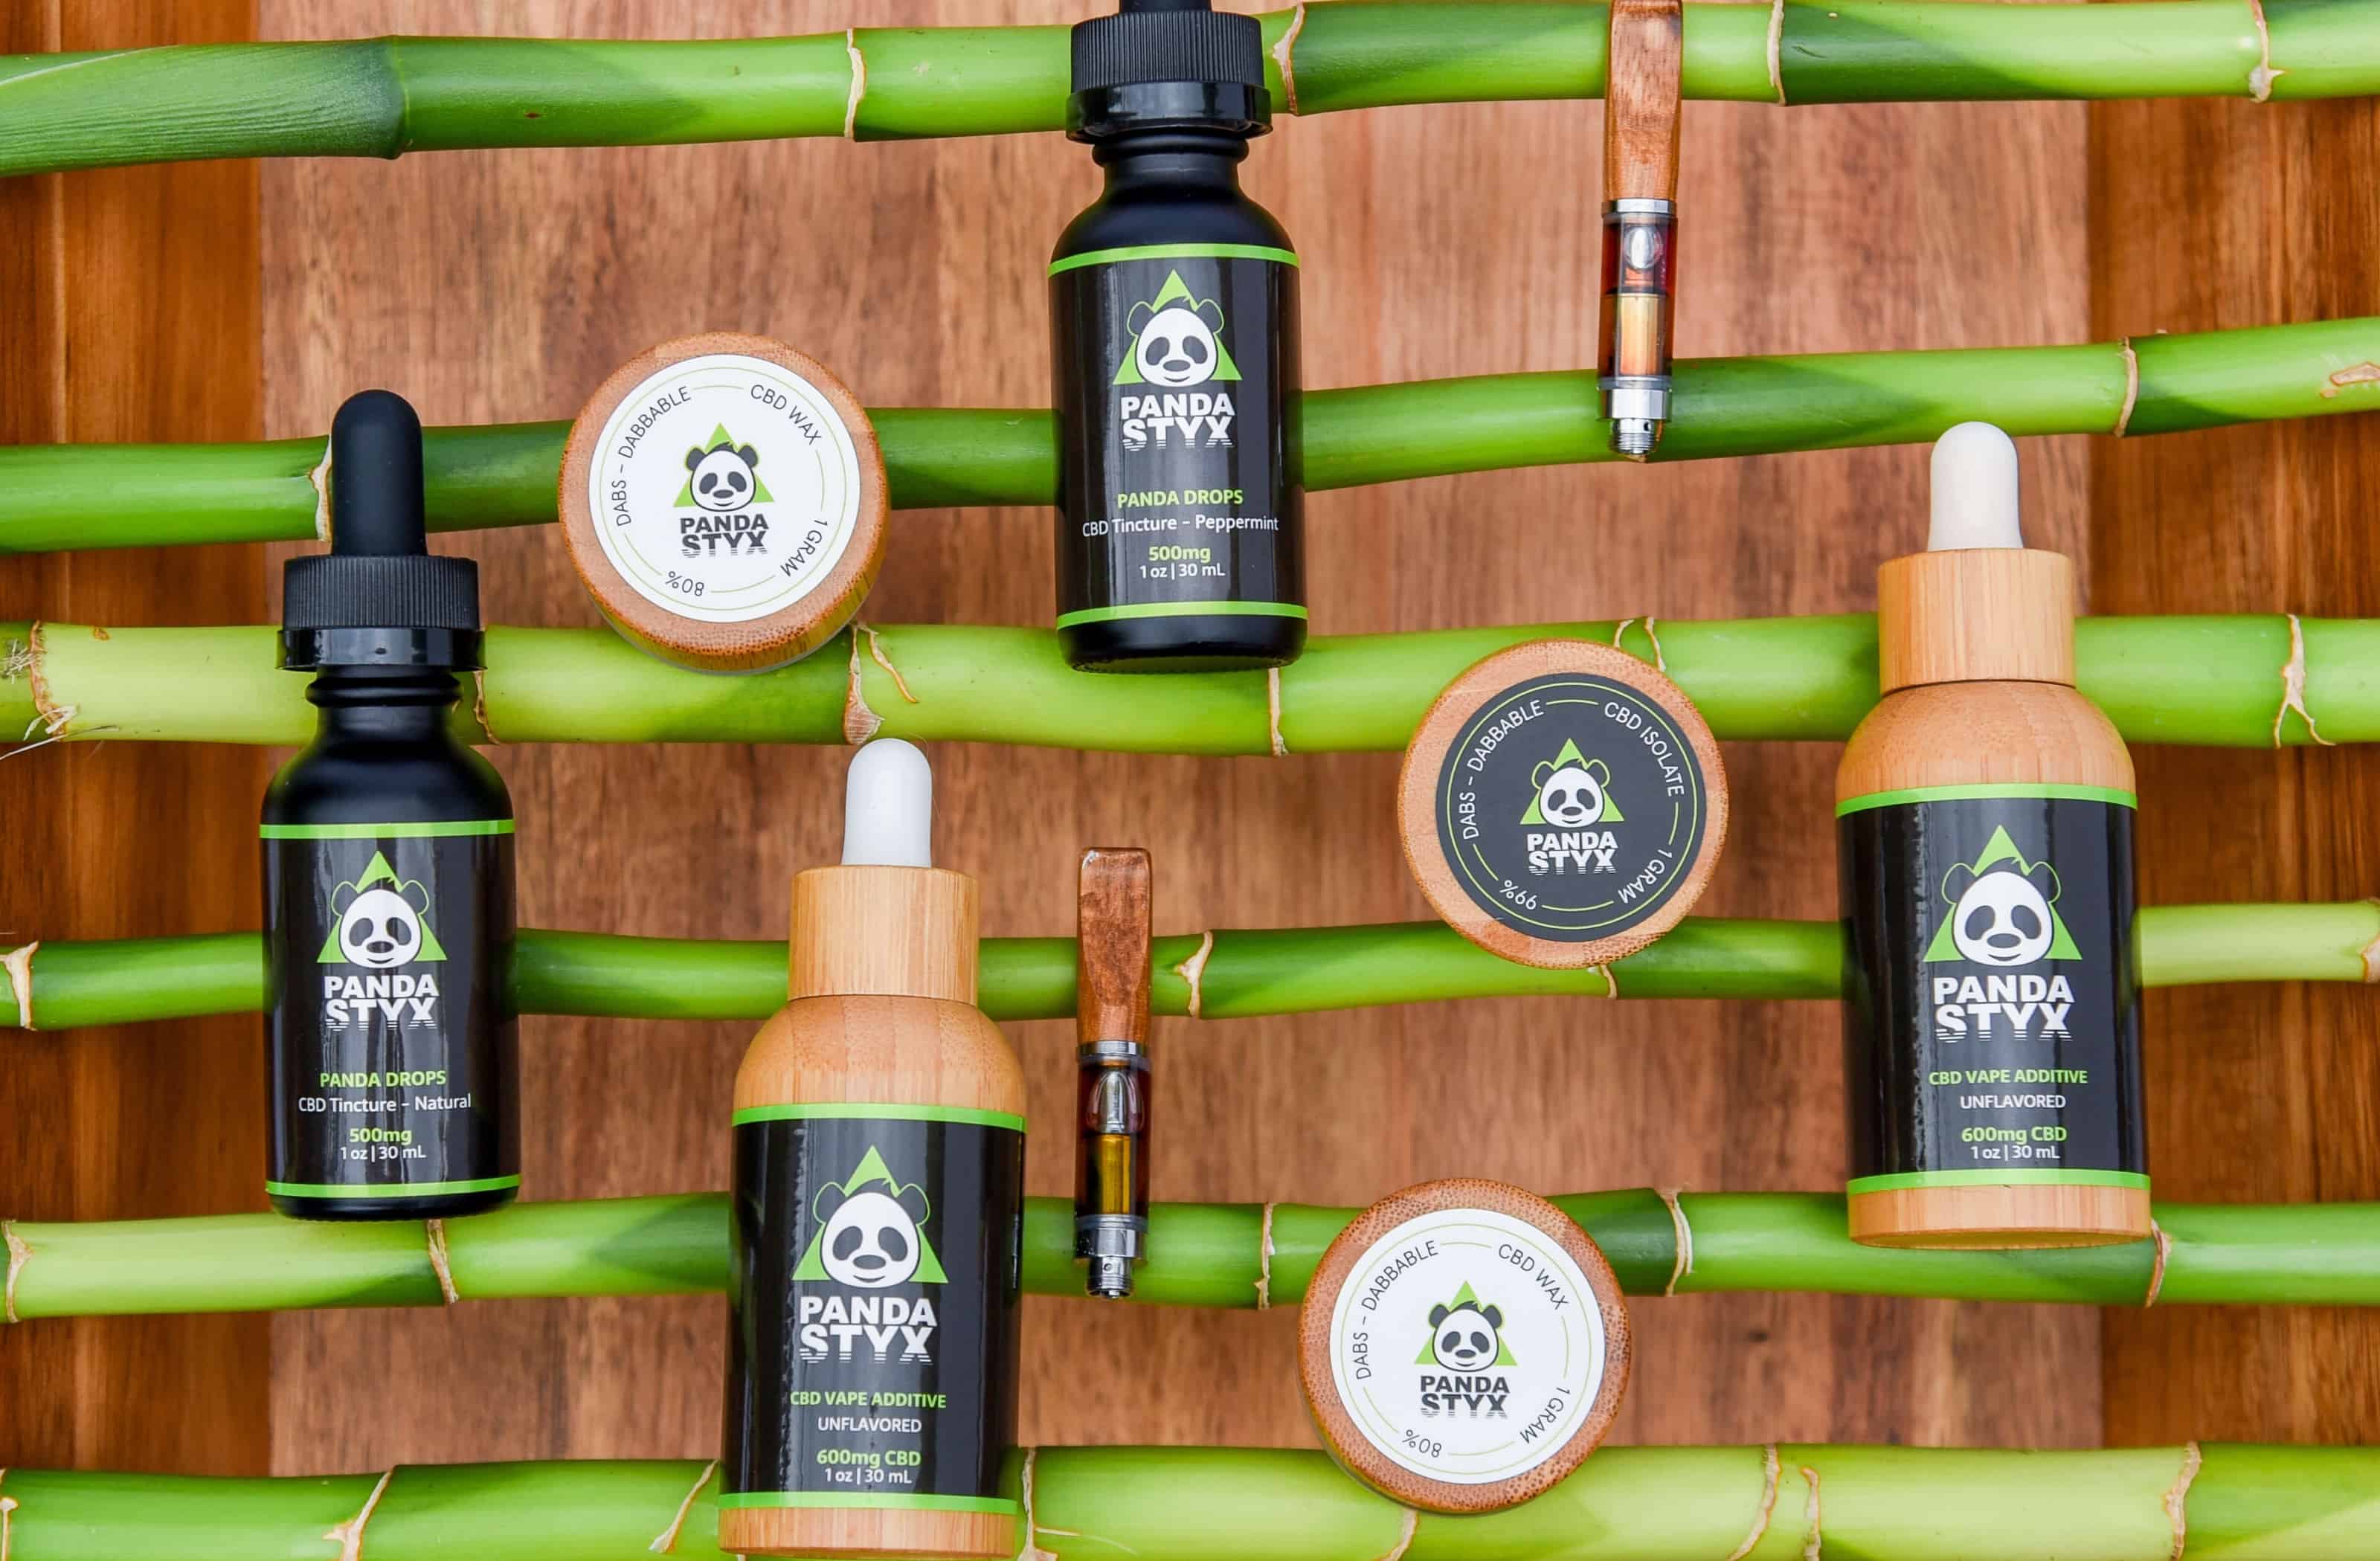 PANDA
STYX
PANDA DROPS
CBD Tincture – Peppermint
500mg
1 oz | 30 mL
DABS – DABBABLE
CBD WAX
1 GRAM
80%
PANDA
STYX
PANDA
STYX
PANDA DROPS
CBD Tincture – Natural
500mg
1 oz | 30 mL
DABS – DABBABLE
CBD ISOLATE
1 GRAM
99%
PANDA
STYX
PANDA
STYX
CBD VAPE ADDITIVE
UNFLAVORED
600mg CBD
1 oz | 30 mL
PANDA
STYX
CBD VAPE ADDITIVE
UNFLAVORED
600mg CBD
1 oz | 30 mL
DABS – DABBABLE
CBD WAX
1 GRAM
80%
PANDA
STYX